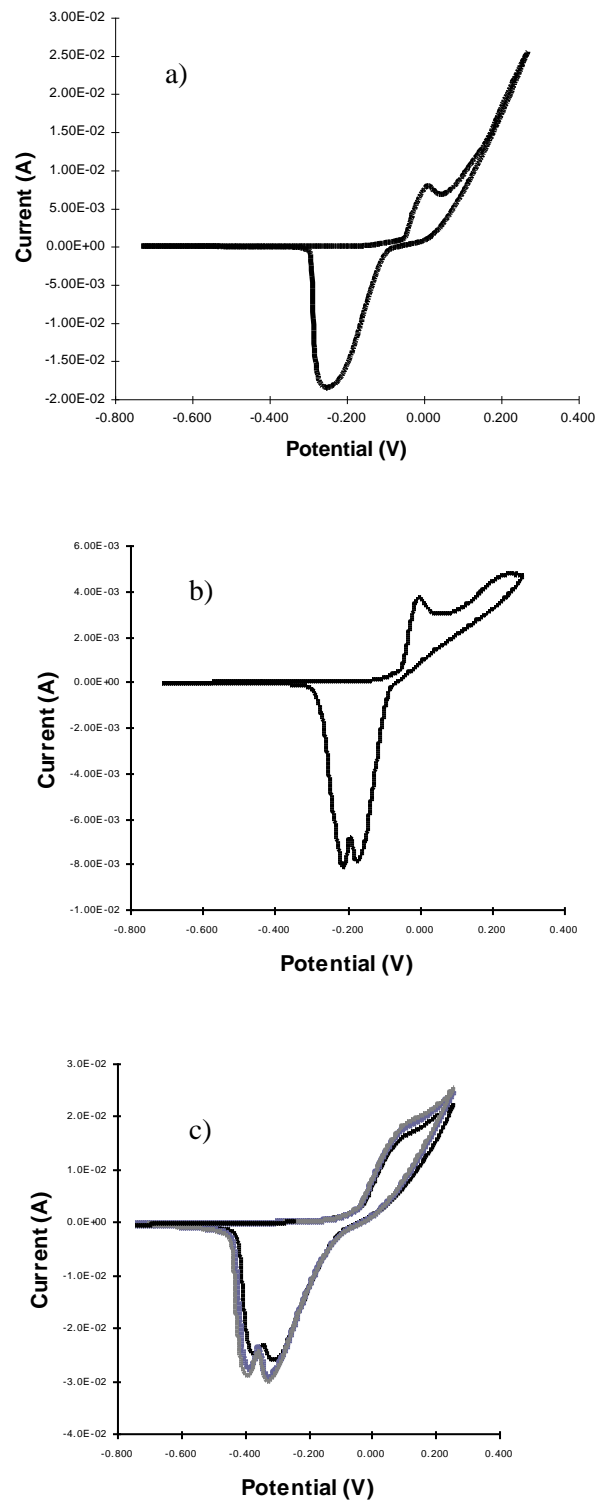 3.00E-02
2.50E-02
2.00E-02
1.50E-02
1.00E-02
5.00E-03
0.00E+00
-5.00E-03
-1.00E-02
-1.50E-02
-2.00E-02
a)
Current (A)
-0.800 -0.600 -0.400 -0.200 0.000 0.200 0.400
Potential (V)
6.00E-03
4.00E-03
2.00E-03
0.00E+00
-2.00E-03
-4.00E-03
-6.00E-03
-8.00E-03
-1.00E-02
b)
Current (A)
-0.800 -0.600 -0.400 -0.200 0.000 0.200 0.400
Potential (V)
3.0E-02
2.0E-02
1.0E-02
0.0E+00
-1.0E-02
-2.0E-02
-3.0E-02
-4.0E-02
c)
Current (A)
-0.800 -0.600 -0.400 -0.200 0.000 0.200 0.400
Potential (V)